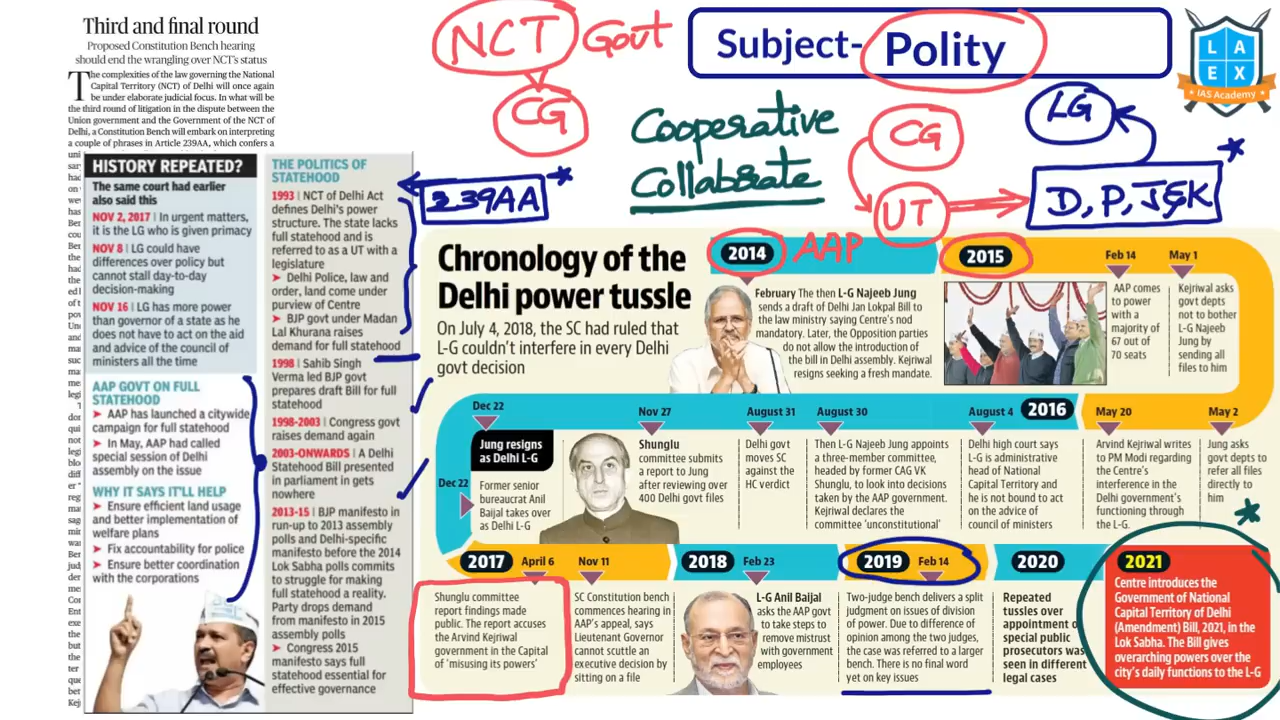 Third and final round
Proposed Constitution Bench hearing
should end the wrangling over NCT's status
The complexities of the law governing the National
Capital Territory (NCT) of Delhi will once again
be under elaborate judicial focus. In what will be
the third round of litigation in the dispute between the
Union government and the Government of the NCT of
Delhi, a Constitution Bench will embark on interpreting
a couple of phrases in Article 239AA, which confers a
HISTORY REPEATED?
The same court had earlier
also said this
NOV 2, 2017 | In urgent matters,
it is the LG who is given primacy
NOV 8 | LG could have
differences over policy but
cannot stall day-to-day
decision-making
NOV 16 | LG has more power
than governor of a state as he
does not have to act on the aid
and advice of the council of
ministers all the time
AAP GOVT ON FULL
STATEHOOD
➤ AAP has launched a citywide
campaign for full statehood
➤ In May, AAP had called
special session of Delhi
assembly on the issue
WHY IT SAYS IT'LL HELP
➤ Ensure efficient land usage
and better implementation of
welfare plans
➤ Fix accountability for police
➤ Ensure better coordination
with the corporations
THE POLITICS OF
STATEHOOD
1993 | NCT of Delhi Act
defines Delhi's power
structure. The state lacks
full statehood and is
referred to as a UT with a
legislature
➤ Delhi Police, law and
order, land come under
purview of Centre
➤ BJP govt under Madan
Lal Khurana raises
demand for full statehood
1998 | Sahib Singh
Verma led BJP govt
prepares draft Bill for full
statehood
1998-2003 | Congress govt
raises demand again
2003-ONWARDS | A Delhi
Statehood Bill presented
in parliament in gets
nowhere
2013-15 | BJP manifesto in
run-up to 2013 assembly
polls and Delhi-specific
manifesto before the 2014
Lok Sabha polls commits
to struggle for making
full statehood a reality.
Party drops demand
from manifesto in 2015
assembly polls
➤ Congress 2015
manifesto says full
statehood essential for
effective governance
NCT Govt
CG
239AA *
Subject- Polity
L A
E X
IAS Academy
Cooperative
Collaborate
CG
UT
LG
D, P, J&K *
Chronology of the
Delhi power tussle
On July 4, 2018, the SC had ruled that
L-G couldn't interfere in every Delhi
govt decision
2014 AAP
February The then L-G Najeeb Jung
sends a draft of Delhi Jan Lokpal Bill to
the law ministry saying Centre's nod
mandatory. Later, the Opposition parties
do not allow the introduction of
the bill in Delhi assembly. Kejriwal
resigns seeking a fresh mandate.
2015
Feb 14
AAP comes
to power
with a
majority of
67 out of
70 seats
May 1
Kejriwal asks
govt depts
not to bother
L-G Najeeb
Jung by
sending all
files to him
May 2
Jung asks
govt depts to
refer all files
directly to
him
May 20
Arvind Kejriwal writes
to PM Modi regarding
the Centre's
interference in the
Delhi government's
functioning through
the L-G.
2016
August 4
Delhi high court says
L-G is administrative
head of National
Capital Territory and
he is not bound to act
on the advice of
council of ministers
August 30
Then L-G Najeeb Jung appoints
a three-member committee,
headed by former CAG VK
Shunglu, to look into decisions
taken by the AAP government.
Kejriwal declares the
committee 'unconstitutional'
August 31
Delhi govt
moves SC
against the
HC verdict
Nov 27
Shunglu
committee submits
a report to Jung
after reviewing over
400 Delhi govt files
Dec 22
Jung resigns
as Delhi L-G
Dec 22
Former senior
bureaucrat Anil
Baijal takes over
as Delhi L-G
2017
April 6
Shunglu committee
report findings made
public. The report accuses
the Arvind Kejriwal
government in the Capital
of 'misusing its powers'
Nov 11
SC Constitution bench
commences hearing in
AAP's appeal, says
Lieutenant Governor
cannot scuttle an
executive decision by
sitting on a file
2018
Feb 23
L-G Anil Baijal
asks the AAP govt
to take steps to
remove mistrust
with government
employees
2019
Feb 14
Two-judge bench delivers a split
judgment on issues of division
of power. Due to difference of
opinion among the two judges,
the case was referred to a larger
bench. There is no final word
yet on key issues
2020
Repeated
tussles over
appointment o
special public
prosecutors was
seen in different
legal cases
2021 *
Centre introduces the
Government of National
Capital Territory of Delhi
(Amendment) Bill, 2021, in the
Lok Sabha. The Bill gives
overarching powers over the
city's daily functions to the L-G